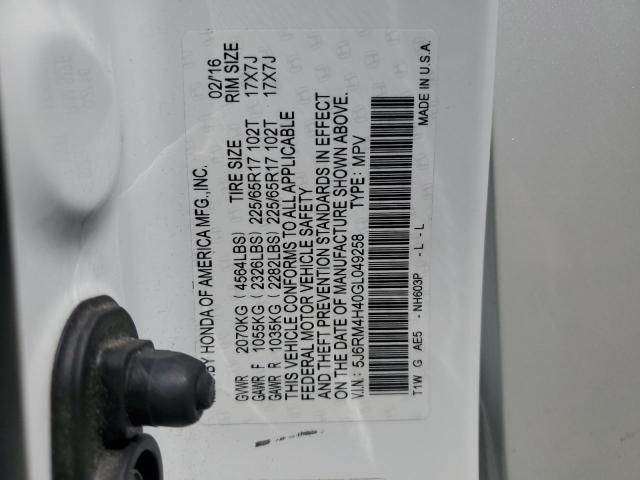 BY HONDA OF AMERICA MFG., INC. 02/'16
TIRE SIZE RIM SIZE
GVWR 2070KG ( 4564LBS)
GAWR F 1055KG ( 2326LBS) 225/65R17 102T 17X7J
GAWR R 1035KG ( 2282LBS) 225/65R17 102T 17X7J
THIS VEHICLE CONFORMS TO ALL APPLICABLE
FEDERAL MOTOR VEHICLE SAFETY
AND THEFT PREVENTION STANDARDS IN EFFECT
ON THE DATE OF MANUFACTURE SHOWN ABOVE.
V.I.N.: 5J6RM4H40GL049258 TYPE: MPV
T1W G AE5 - NH603P - L - L
MADE IN U.S.A.